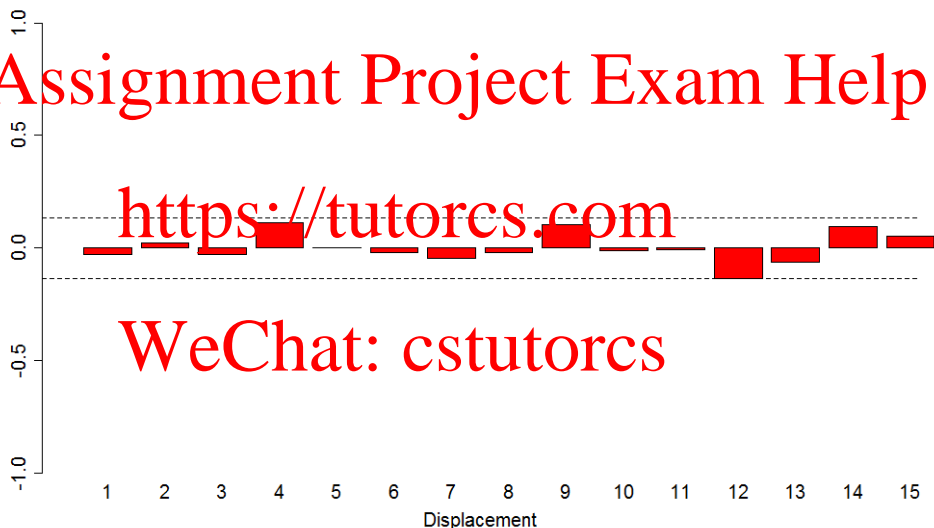 1.0
Assignment Project Exam Help
0.5
https://tutorcs.com
0.0
WeChat: cstutorcs
-0.5
-1.0
1 2 3 4 5 6 7 8 9 10 11 12 13 14 15
Displacement